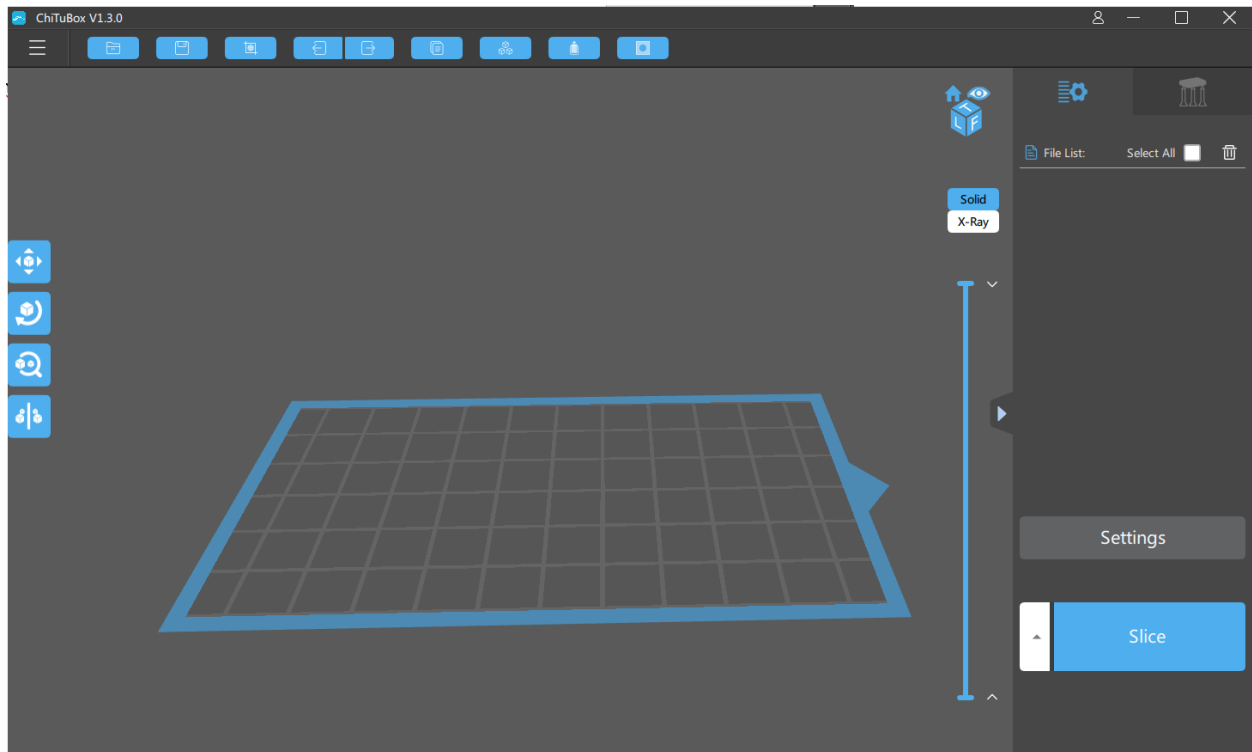 ChiTuBox V1.3.0
T
L F
File List: Select All
Solid
X-Ray
Settings
Slice